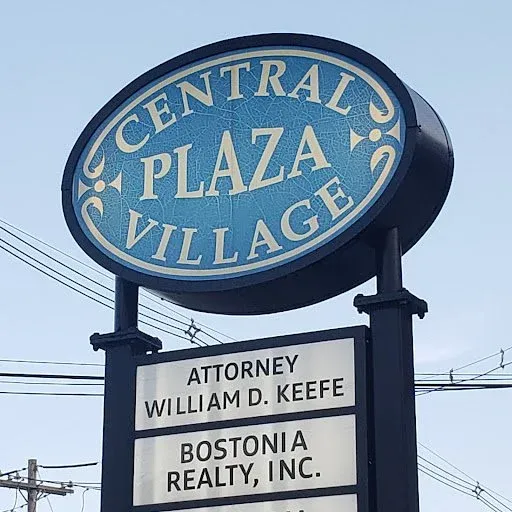 CENTRAL
PLAZA
VILLAGE
ATTORNEY
WILLIAM D. KEEFE
BOSTONIA
REALTY, INC.